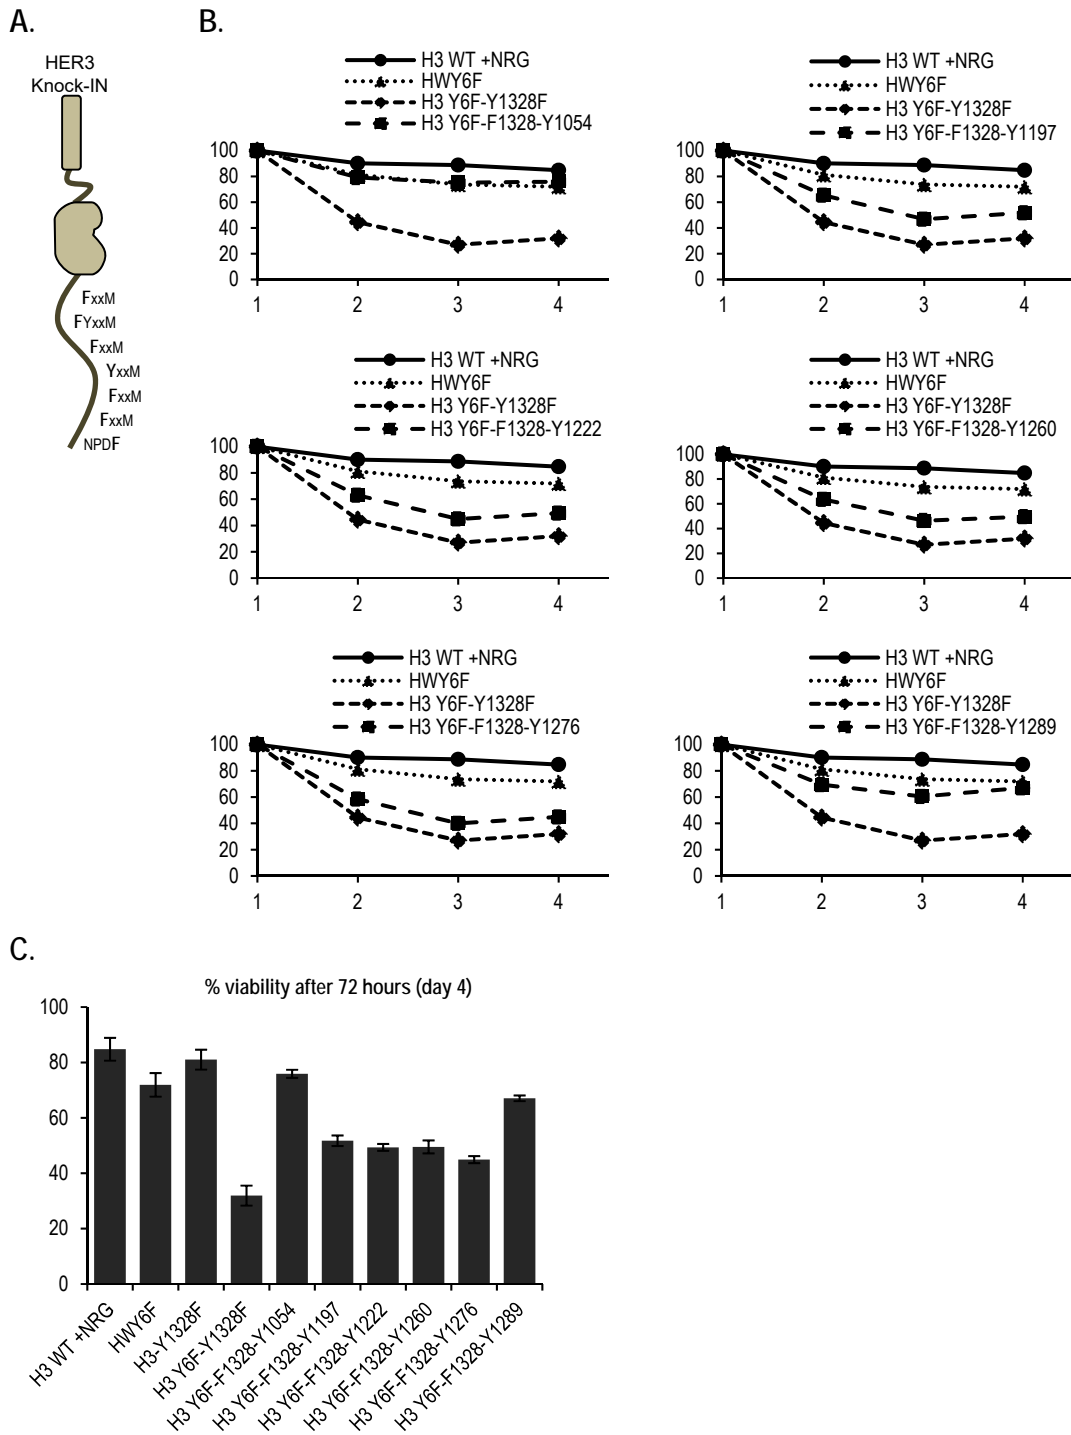 A.
HER3
Knock-IN
FxxM
FYxxM
FxxM
YxxM
FxxM
FxxM
NPDF
B.
H3 WT +NRG
HWY6F
H3 Y6F-Y1328F
H3 Y6F-F1328-Y1054
100
80
60
40
20
0
1
2
3
4
H3 WT +NRG
HWY6F
H3 Y6F-Y1328F
H3 Y6F-F1328-Y1197
100
80
60
40
20
0
1
2
3
4
H3 WT +NRG
HWY6F
H3 Y6F-Y1328F
H3 Y6F-F1328-Y1222
100
80
60
40
20
0
1
2
3
4
H3 WT +NRG
HWY6F
H3 Y6F-Y1328F
H3 Y6F-F1328-Y1260
100
80
60
40
20
0
1
2
3
4
H3 WT +NRG
HWY6F
H3 Y6F-Y1328F
H3 Y6F-F1328-Y1276
100
80
60
40
20
0
1
2
3
4
H3 WT +NRG
HWY6F
H3 Y6F-Y1328F
H3 Y6F-F1328-Y1289
100
80
60
40
20
0
1
2
3
4
C.
% viability after 72 hours (day 4)
100
80
60
40
20
0
H3 WT +NRG
HWY6F
H3-Y1328F
H3 Y6F-Y1328F
H3 Y6F-F1328-Y1054
H3 Y6F-F1328-Y1197
H3 Y6F-F1328-Y1222
H3 Y6F-F1328-Y1260
H3 Y6F-F1328-Y1276
H3 Y6F-F1328-Y1289